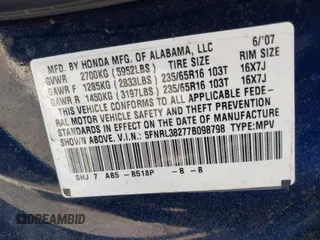 MFD. BY HONDA MFG. OF ALABAMA, LLC 6/'07
GVWR 2700KG (5952LBS) TIRE SIZE RIM SIZE
GAWR F 1285KG (2833LBS) 235/65R16 103T 16X7J
GAWR R 1450KG (3197LBS) 235/65R16 103T 16X7J
THIS VEHICLE CONFORMS TO ALL APPLICABLE FEDE-
RAL MOTOR VEHICLE SAFETY AND THEFT PREVENTION
STANDARDS IN EFFECT ON THE DATE OF MANUFACTURE
SHOWN ABOVE. V.I.N.: 5FNRL38277B098798 TYPE: MPV
SHJ 7 AB5 - B518P - B - B
DREAMBID